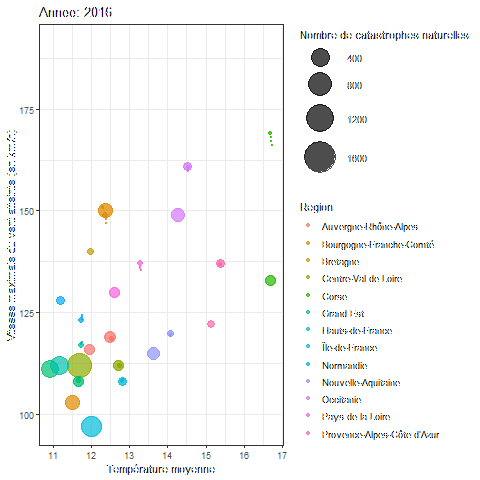 Annee: 2016
Vitesse maximale du vent atteinte (en km/h)
175
150
125
100
11
12
13
14
15
16
17
Température moyenne
Nombre de catastrophes naturelles
400
800
1200
1600
Region
Auvergne-Rhône-Alpes
Bourgogne-Franche-Comté
Bretagne
Centre-Val de Loire
Corse
Grand Est
Hauts-de-France
Île-de-France
Normandie
Nouvelle-Aquitaine
Occitanie
Pays de la Loire
Provence-Alpes-Côte d'Azur